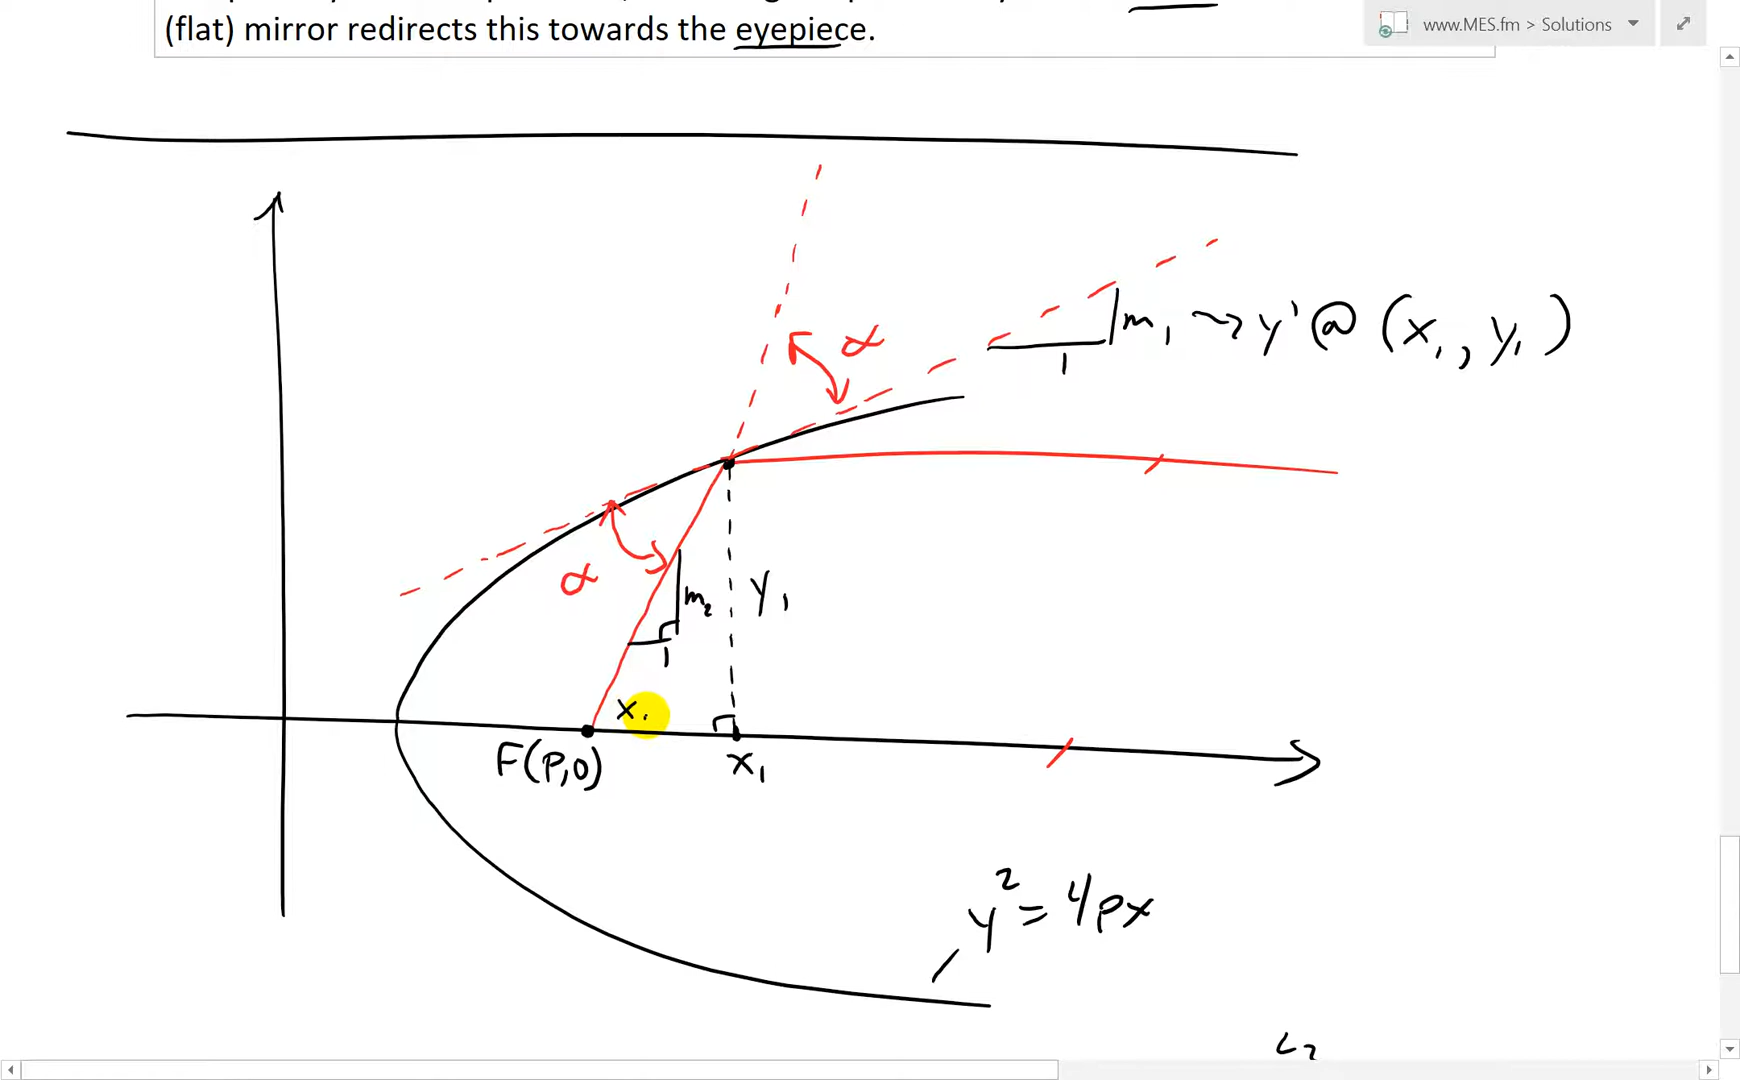 (flat) mirror redirects this towards the eyepiece.
www.MES.fm > Solutions
α
m₁ ⤳ y' @ (x₁, y₁)
1
α
m₂
y₁
1
x₁
F(p,0)
x₁
y² = 4px